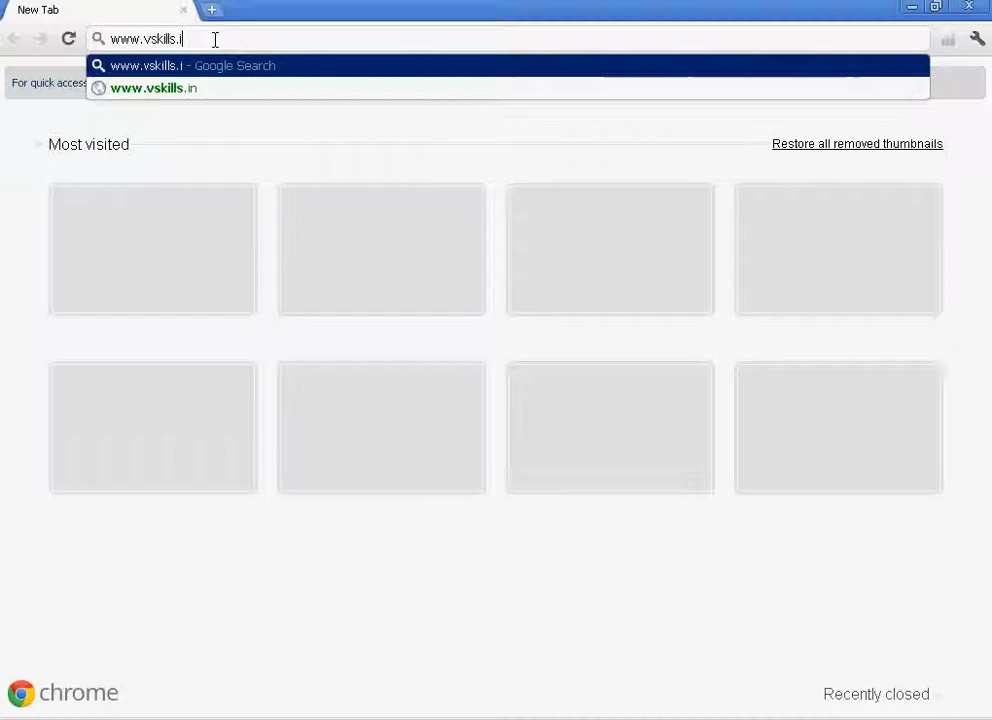 New Tab
www.vskills.i
www.vskills.i - Google Search
www.vskills.in
For quick access
Most visited
Restore all removed thumbnails
chrome
Recently closed